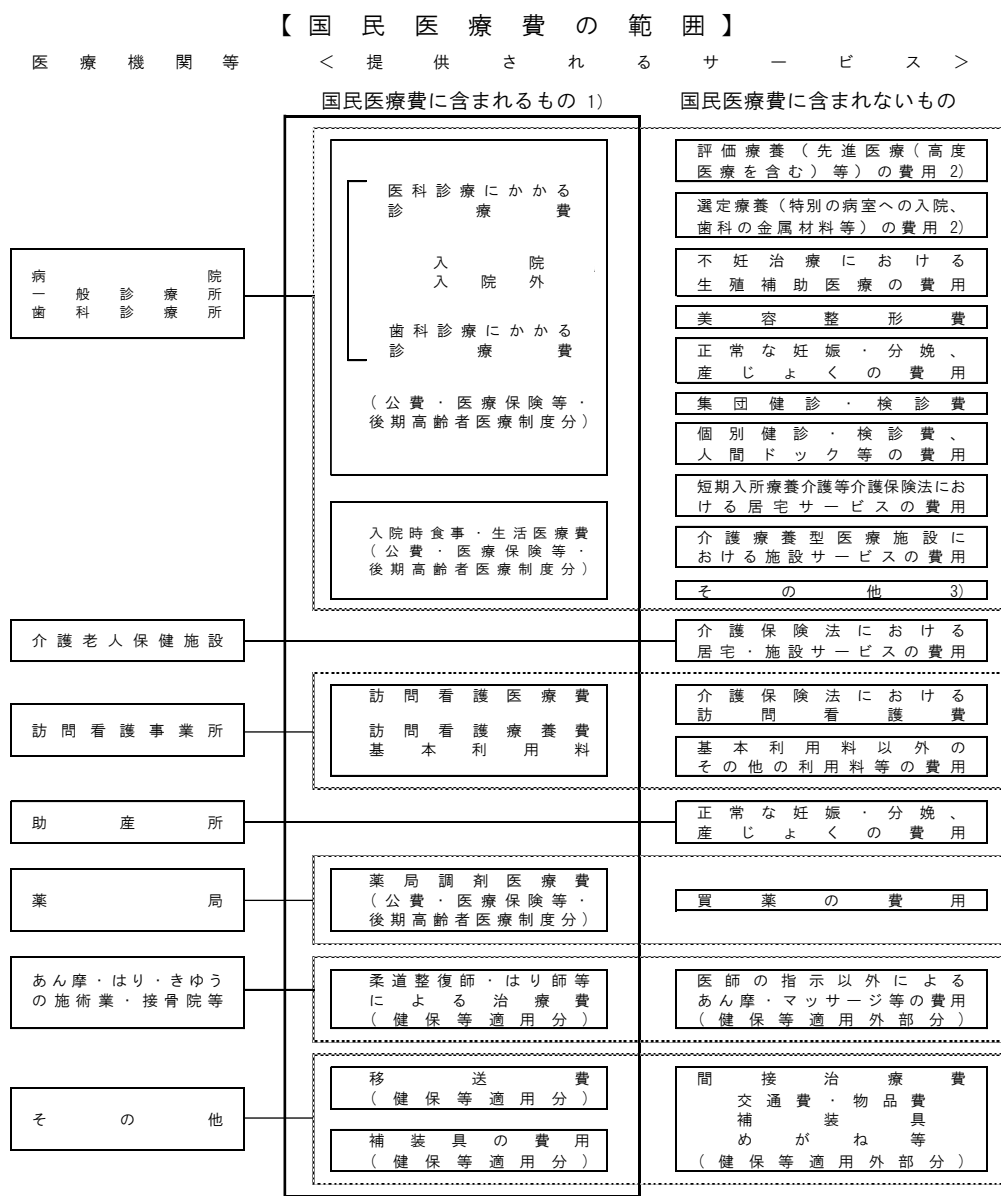 【国民医療費の範囲】
医療機関等
＜提供されるサービス＞
国民医療費に含まれるもの 1)
国民医療費に含まれないもの
病院
一般診療所
歯科診療所
医科診療にかかる
診療費
入院
入院外
歯科診療にかかる
診療費
（公費・医療保険等・
後期高齢者医療制度分）
入院時食事・生活医療費
（公費・医療保険等・
後期高齢者医療制度分）
評価療養（先進医療（高度
医療を含む）等）の費用 2)
選定療養（特別の病室への入院、
歯科の金属材料等）の費用 2)
不妊治療における
生殖補助医療の費用
美容整形費
正常な妊娠・分娩、
産じょくの費用
集団健診・検診費
個別健診・検診費、
人間ドック等の費用
短期入所療養介護等介護保険法にお
ける居宅サービスの費用
介護療養型医療施設に
おける施設サービスの費用
その他 3)
介護老人保健施設
介護保険法における
居宅・施設サービスの費用
訪問看護事業所
訪問看護医療費
訪問看護療養費
基本利用料
介護保険法における
訪問看護費
基本利用料以外の
その他の利用料等の費用
助産所
正常な妊娠・分娩、
産じょくの費用
薬局
薬局調剤医療費
（公費・医療保険等・
後期高齢者医療制度分）
買薬の費用
あん摩・はり・きゆう
の施術業・接骨院等
柔道整復師・はり師等
による治療費
（健保等適用分）
医師の指示以外による
あん摩・マッサージ等の費用
（健保等適用外部分）
その他
移送費
（健保等適用分）
補装具の費用
（健保等適用分）
間接治療費
交通費・物品費
補装具
めがね等
（健保等適用外部分）